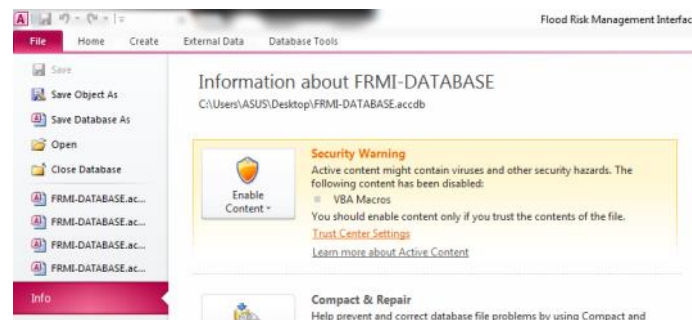 Flood Risk Management Interfac
File Home Create External Data Database Tools
Save
Save Object As
Save Database As
Open
Close Database
FRMI-DATABASE.ac...
FRMI-DATABASE.ac...
FRMI-DATABASE.ac...
FRMI-DATABASE.ac...
Info
Information about FRMI-DATABASE
C:\Users\ASUS\Desktop\FRMI-DATABASE.accdb
Enable
Content
Security Warning
Active content might contain viruses and other security hazards. The
following content has been disabled:
VBA Macros
You should enable content only if you trust the contents of the file.
Trust Center Settings
Learn more about Active Content
Compact & Repair
Help prevent and correct database file problems by using Compact and